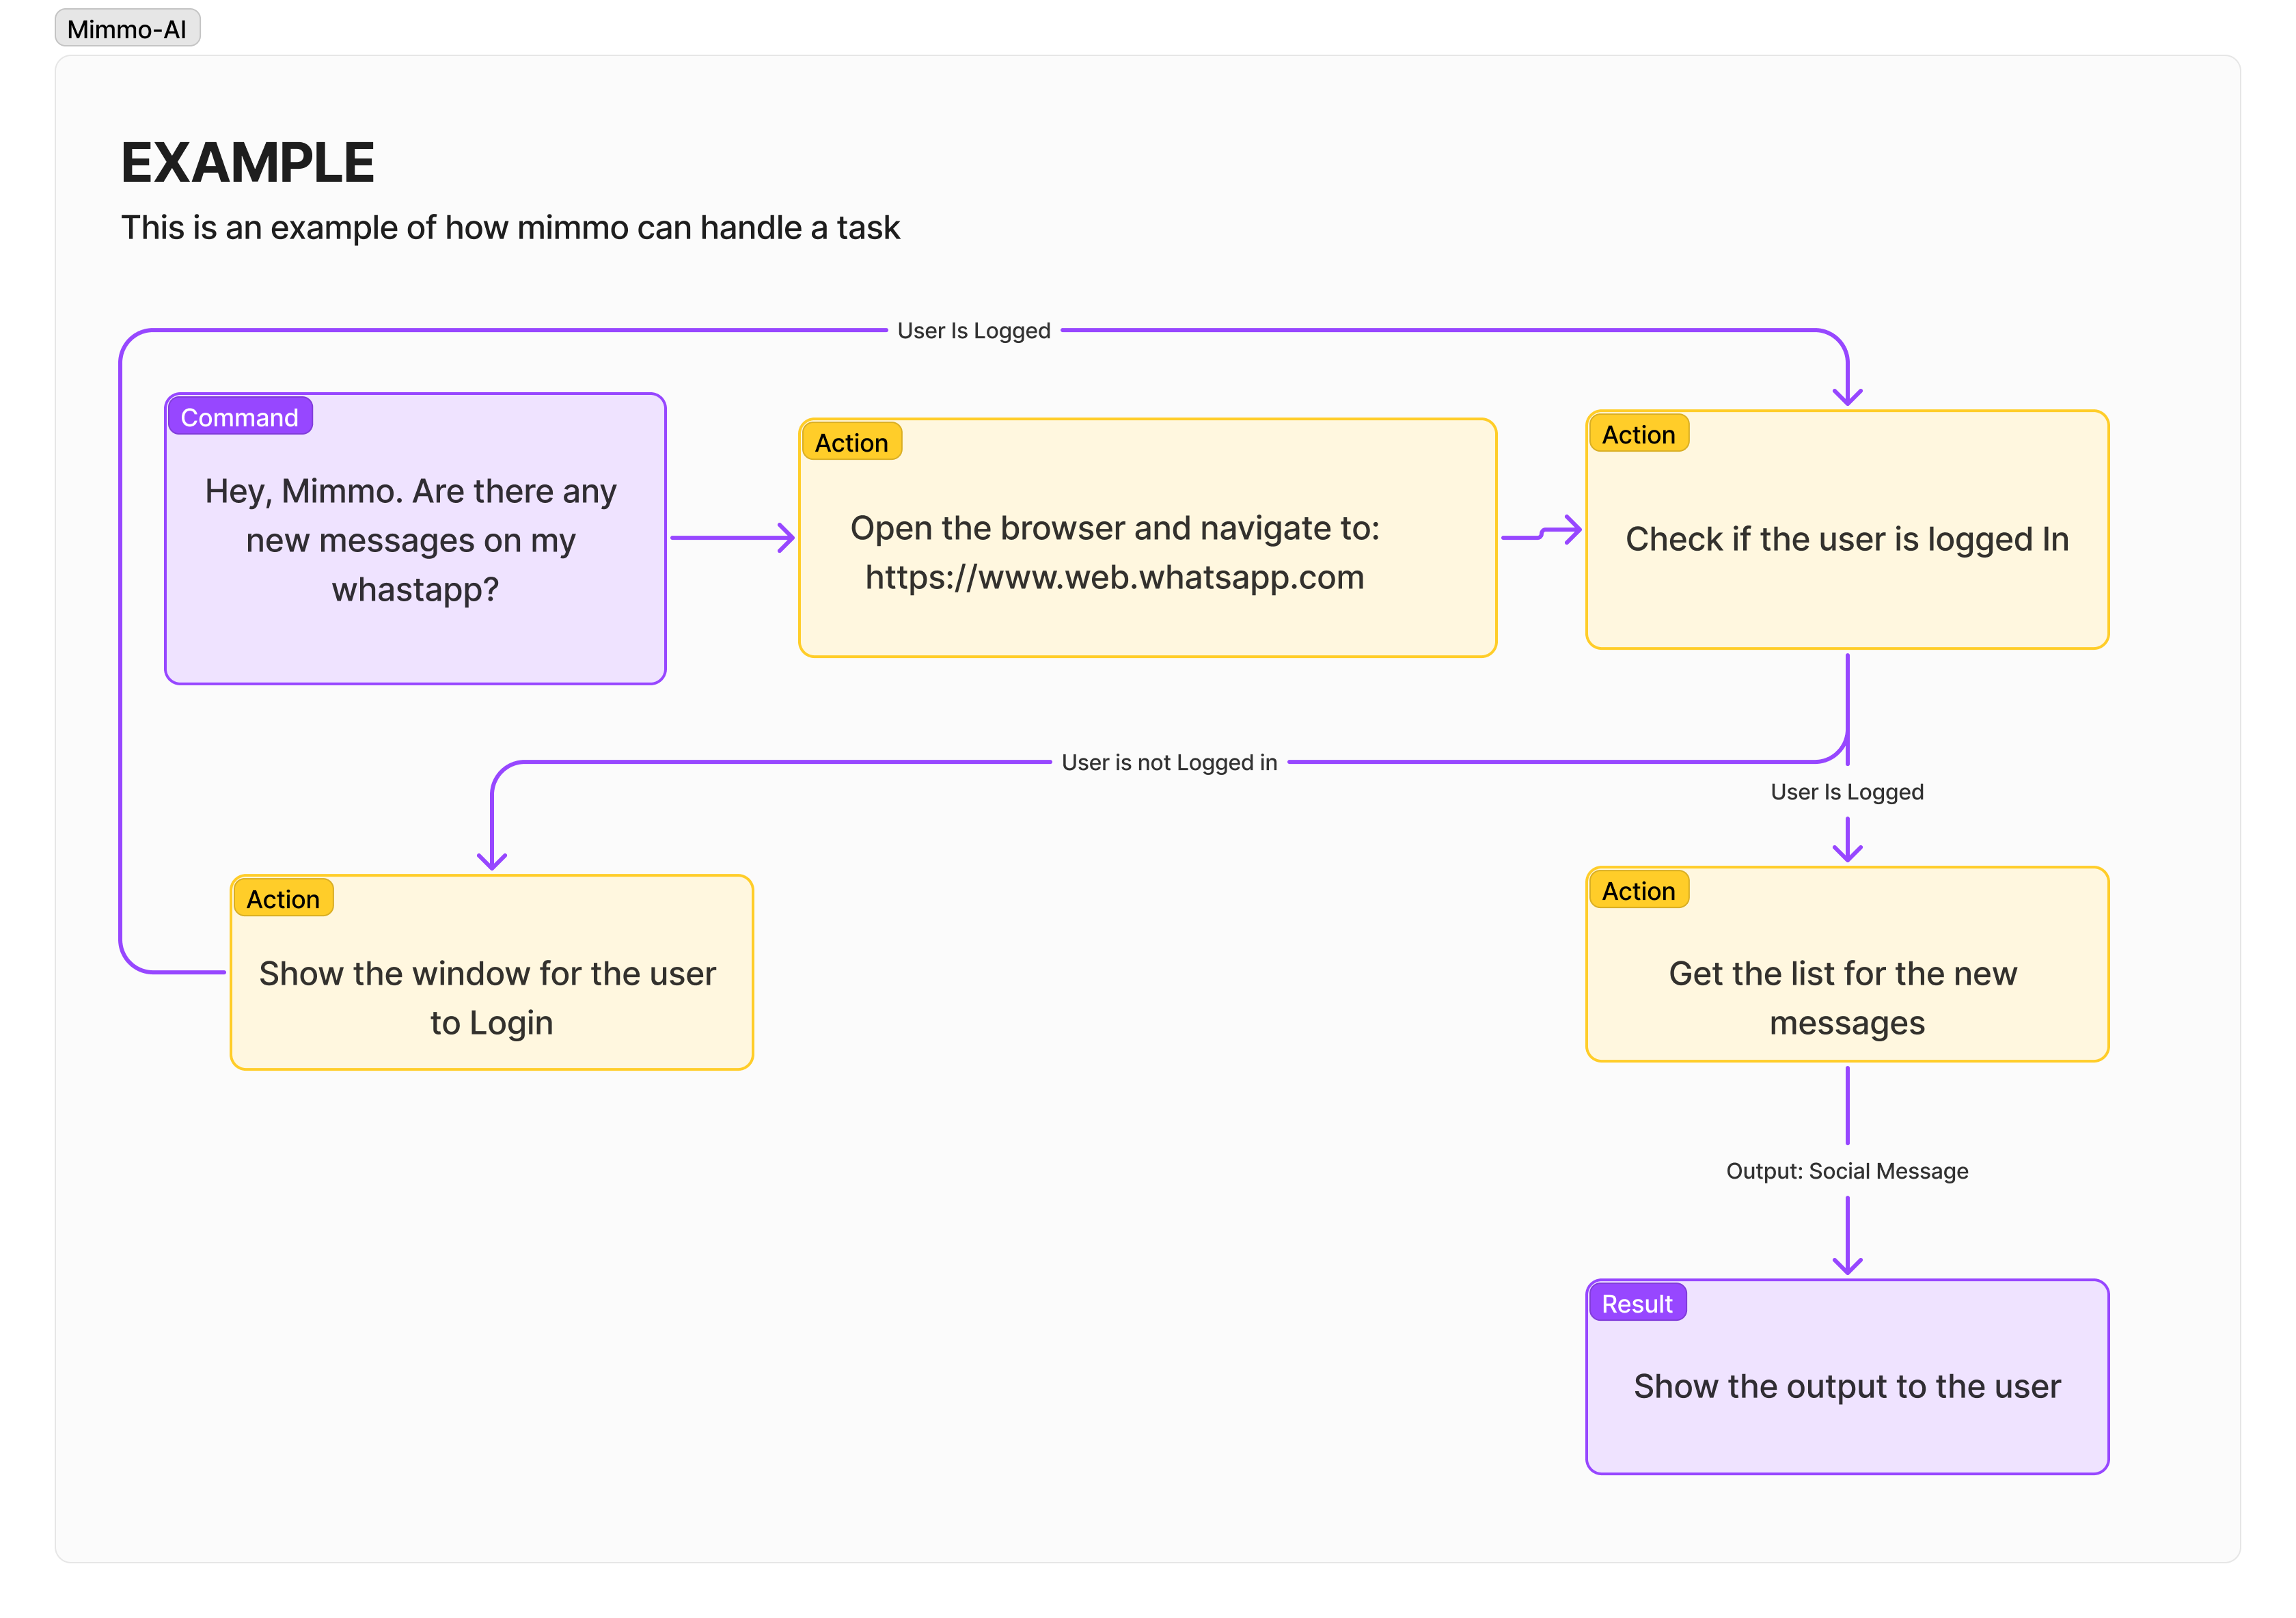 Mimmo-AI
EXAMPLE
This is an example of how mimmo can handle a task
User Is Logged
Command
Hey, Mimmo. Are there any
new messages on my
whastapp?
Action
Open the browser and navigate to:
https://www.web.whatsapp.com
Action
Check if the user is logged In
User is not Logged in
User Is Logged
Action
Show the window for the user
to Login
Action
Get the list for the new
messages
Output: Social Message
Result
Show the output to the user